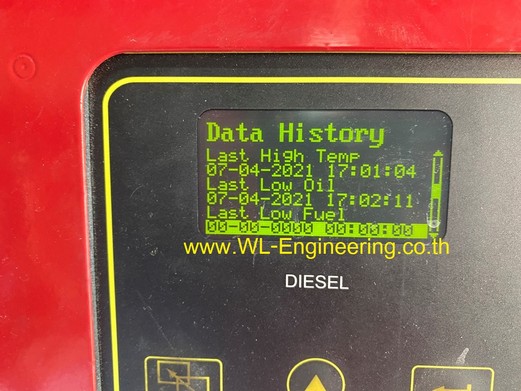 Data History
Last High Temp
07-04-2021 17:01:04
Last Low Oil
07-04-2021 17:02:11
Last Low Fuel
00-00-0000 00:00:00
www.WL-Engineering.co.th
DIESEL